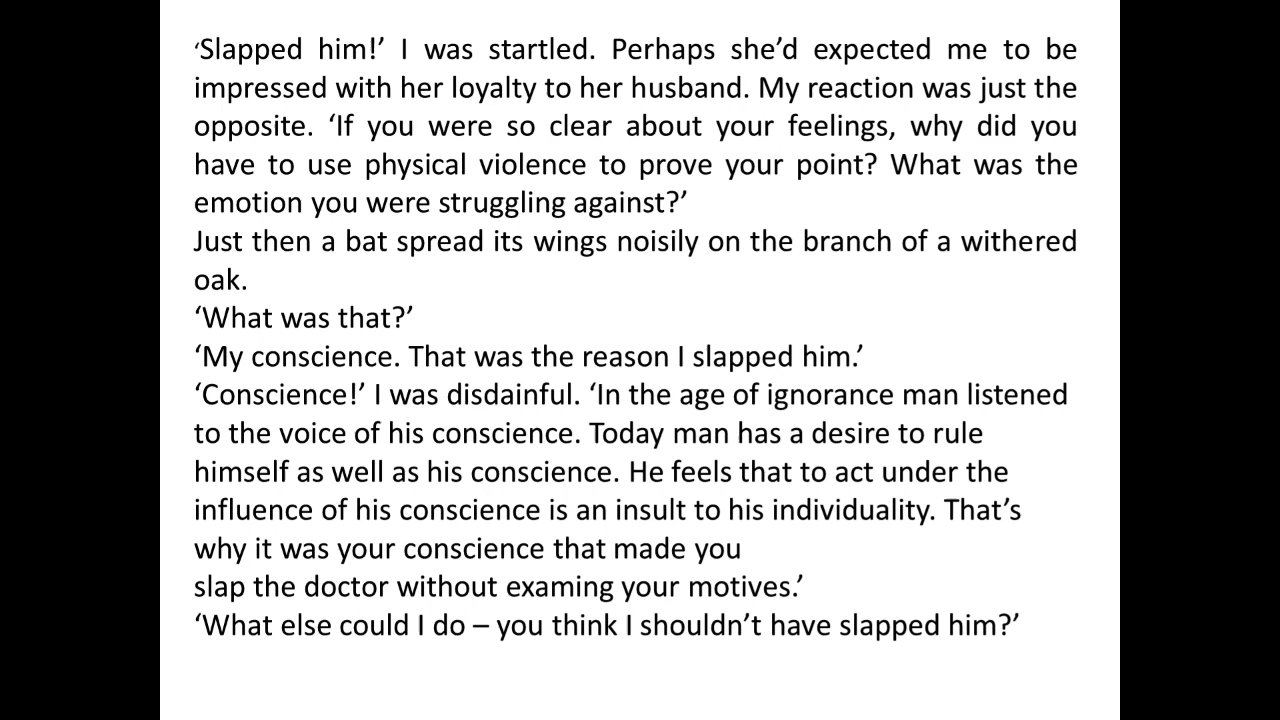 ‘Slapped him!’ I was startled. Perhaps she’d expected me to be
impressed with her loyalty to her husband. My reaction was just the
opposite. ‘If you were so clear about your feelings, why did you
have to use physical violence to prove your point? What was the
emotion you were struggling against?’
Just then a bat spread its wings noisily on the branch of a withered
oak.
‘What was that?’
‘My conscience. That was the reason I slapped him.’
‘Conscience!’ I was disdainful. ‘In the age of ignorance man listened
to the voice of his conscience. Today man has a desire to rule
himself as well as his conscience. He feels that to act under the
influence of his conscience is an insult to his individuality. That’s
why it was your conscience that made you
slap the doctor without examing your motives.’
‘What else could I do – you think I shouldn’t have slapped him?’